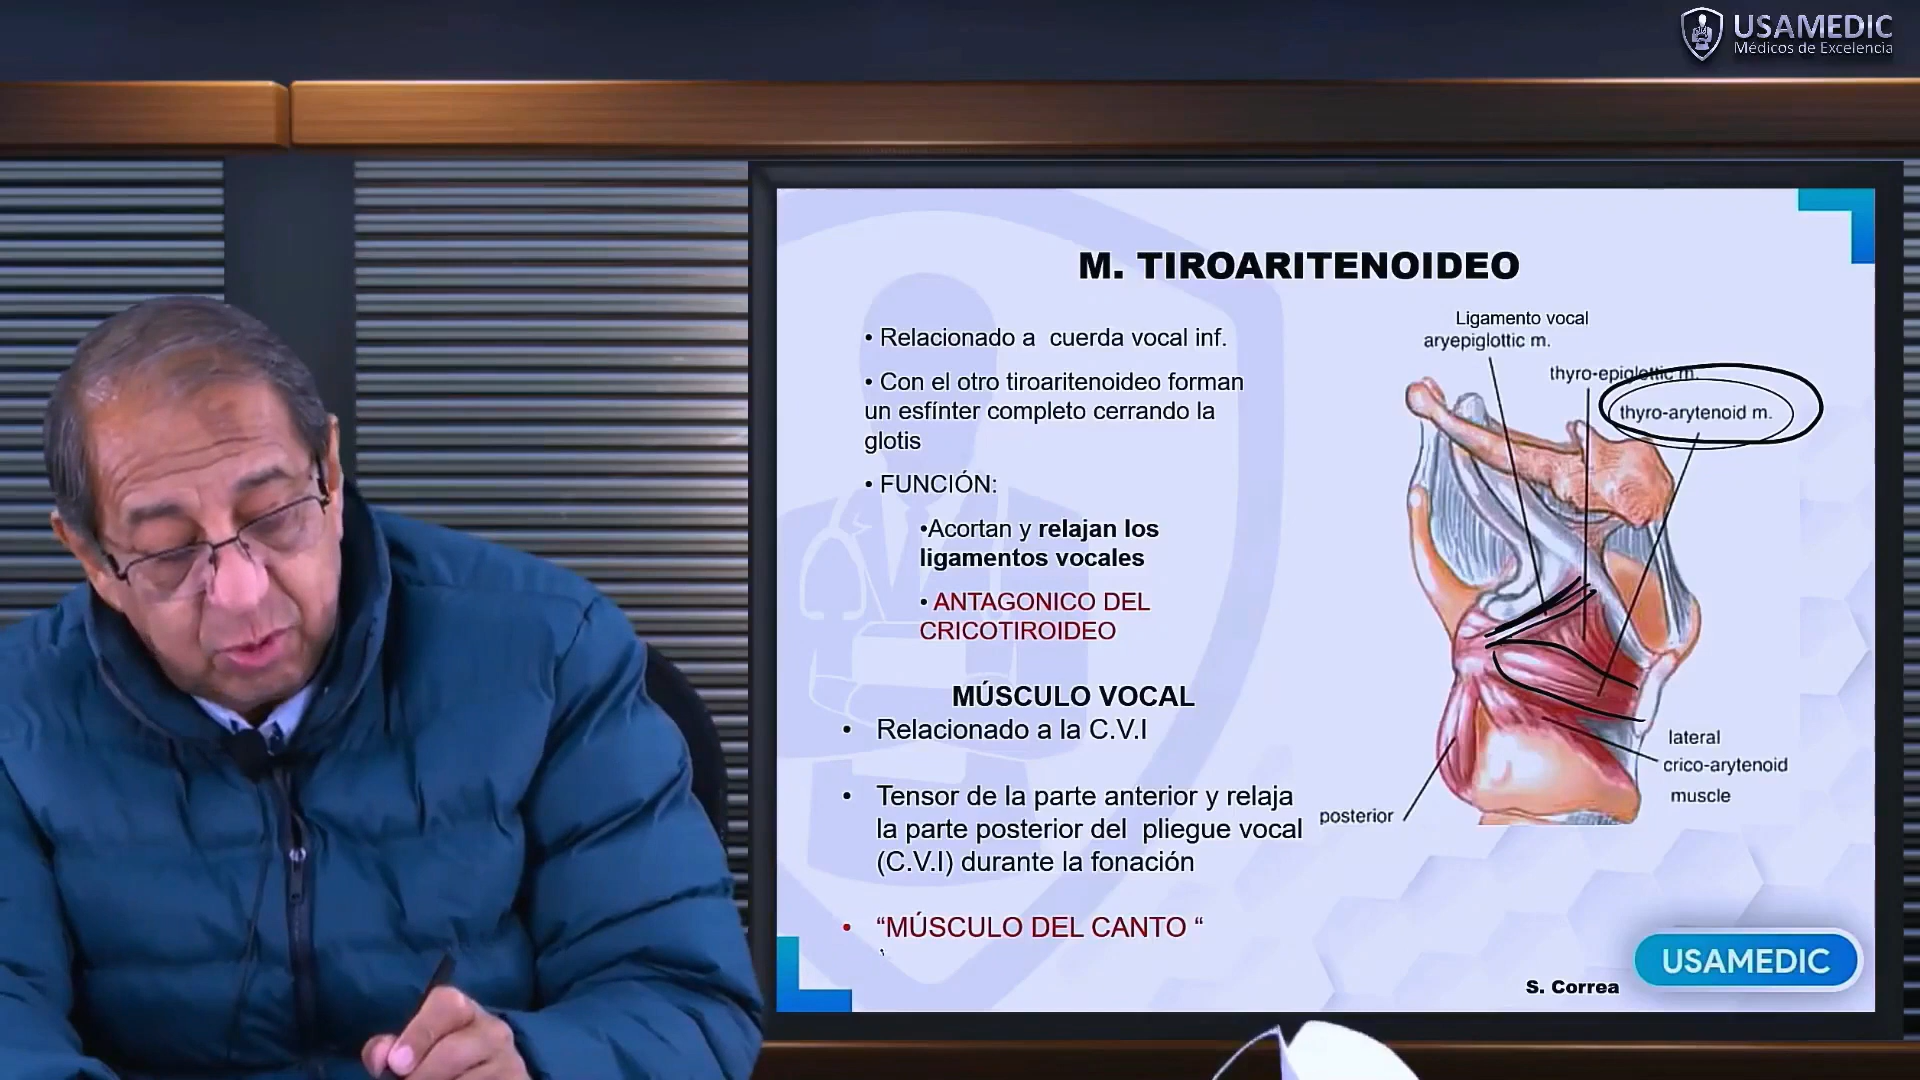 USAMEDIC
Médicos de Excelencia
M. TIROARITENOIDEO
• Relacionado a cuerda vocal inf.
• Con el otro tiroaritenoideo forman
un esfínter completo cerrando la
glotis
• FUNCIÓN:
•Acortan y relajan los
ligamentos vocales
• ANTAGONICO DEL
CRICOTIROIDEO
MÚSCULO VOCAL
• Relacionado a la C.V.I
• Tensor de la parte anterior y relaja
la parte posterior del pliegue vocal
(C.V.I) durante la fonación
• “MÚSCULO DEL CANTO “
Ligamento vocal
aryepiglottic m.
thyro-epiglottic m.
thyro-arytenoid m.
lateral
crico-arytenoid
muscle
posterior
S. Correa
USAMEDIC